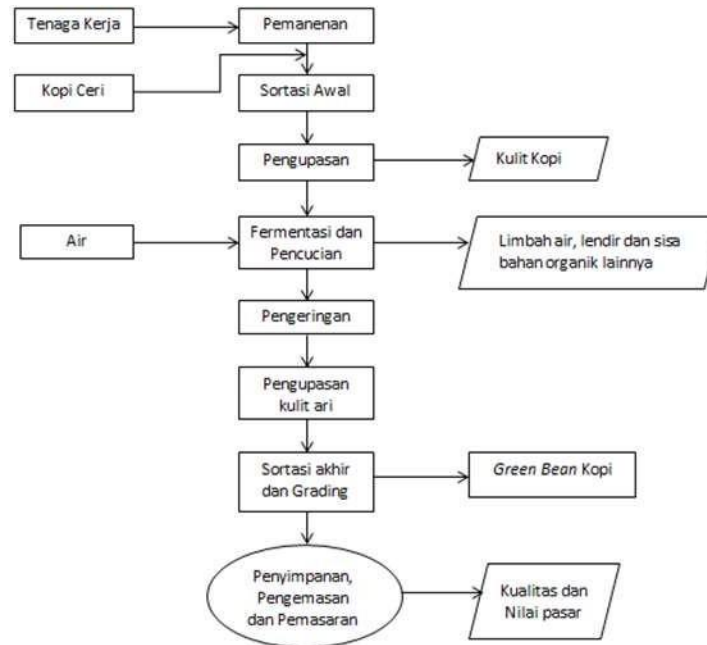 Tenaga Kerja
Pemanenan
Kopi Ceri
Sortasi Awal
Pengupasan
Kulit Kopi
Air
Fermentasi dan
Pencucian
Limbah air, lendir dan sisa
bahan organik lainnya
Pengeringan
Pengupasan
kulit ari
Sortasi akhir
dan Grading
Green Bean Kopi
Penyimpanan,
Pengemasan
dan Pemasaran
Kualitas dan
Nilai pasar